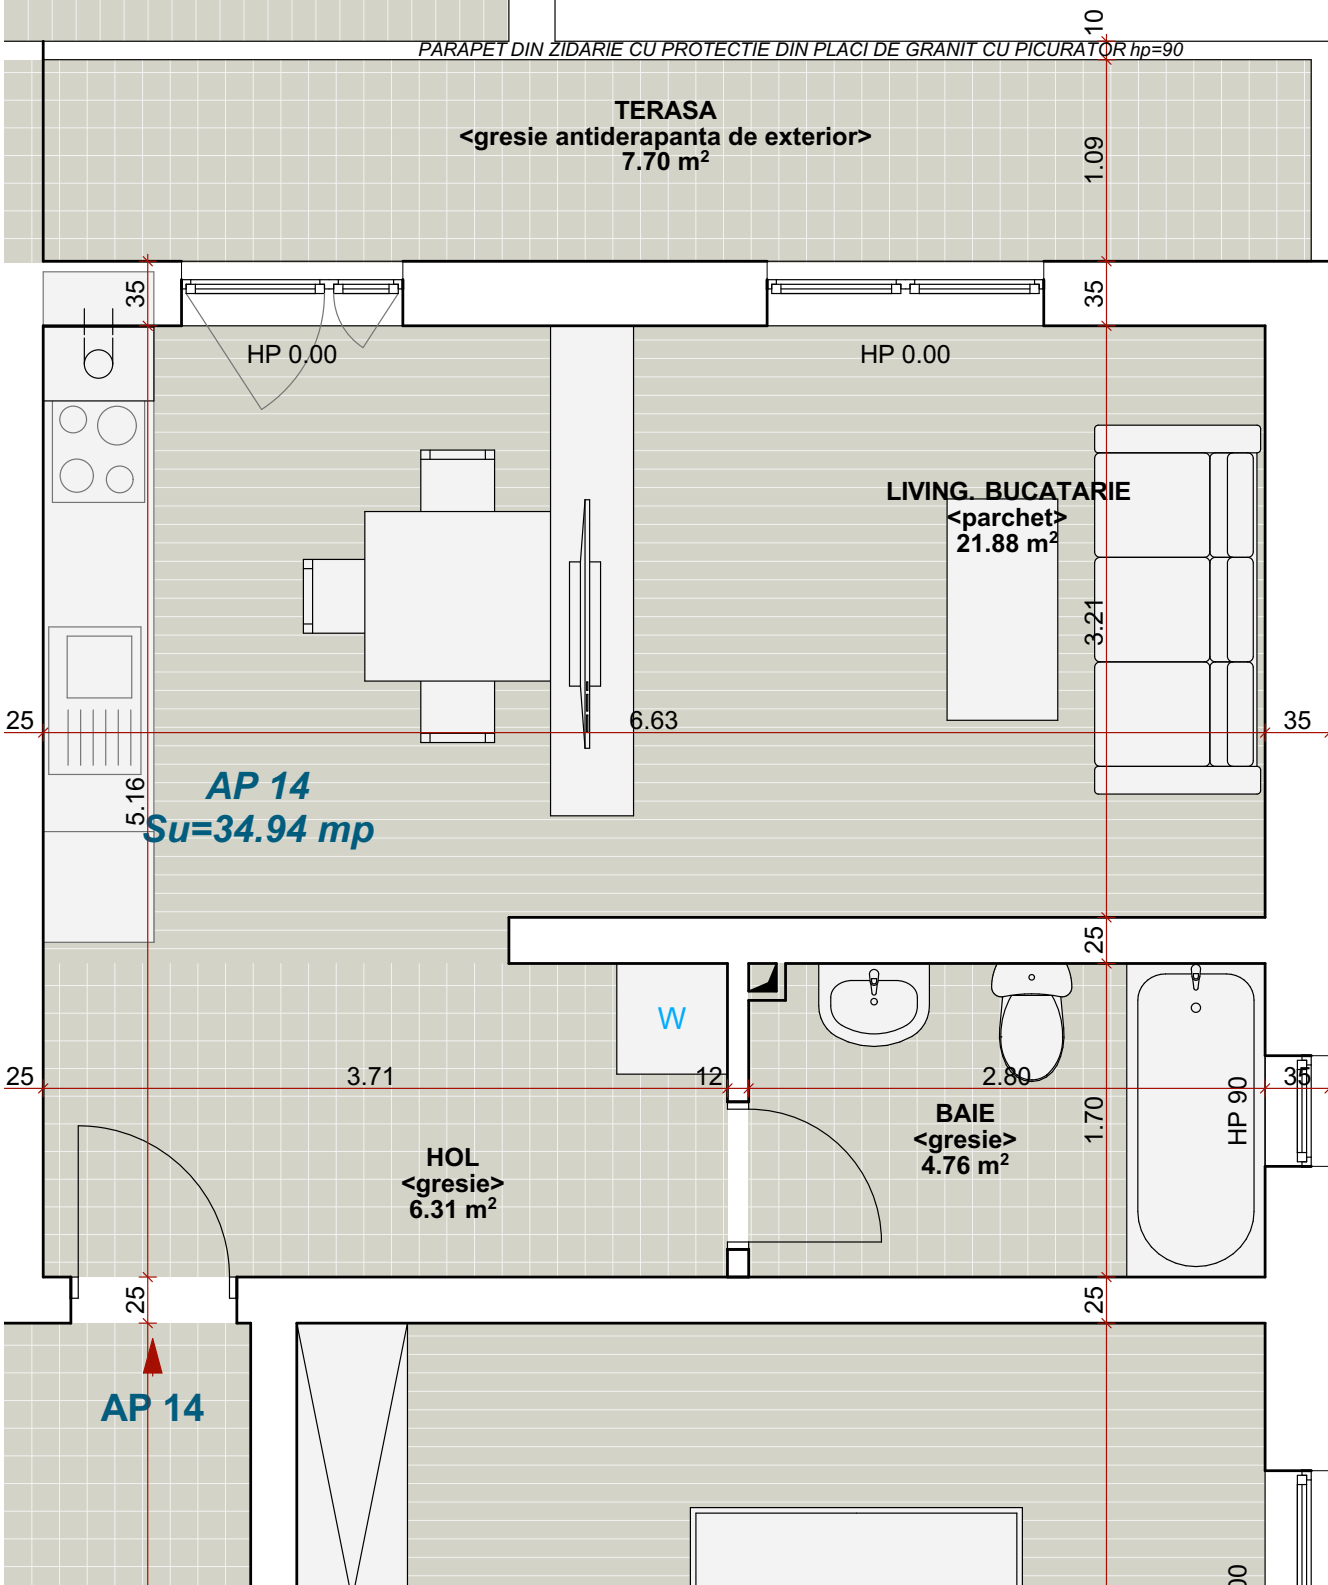 10
PARAPET DIN ZIDARIE CU PROTECTIE DIN PLACI DE GRANIT CU PICURATOR hp=90
TERASA
<gresie antiderapanta de exterior>
7.70 m²
1.09
35
35
HP 0.00
HP 0.00
LIVING. BUCATARIE
<parchet>
21.88 m²
3.21
25
6.63
35
5.16
AP 14
Su=34.94 mp
25
W
25
3.71
12
2.80
35
HP 90
1.70
BAIE
<gresie>
4.76 m²
HOL
<gresie>
6.31 m²
25
25
AP 14